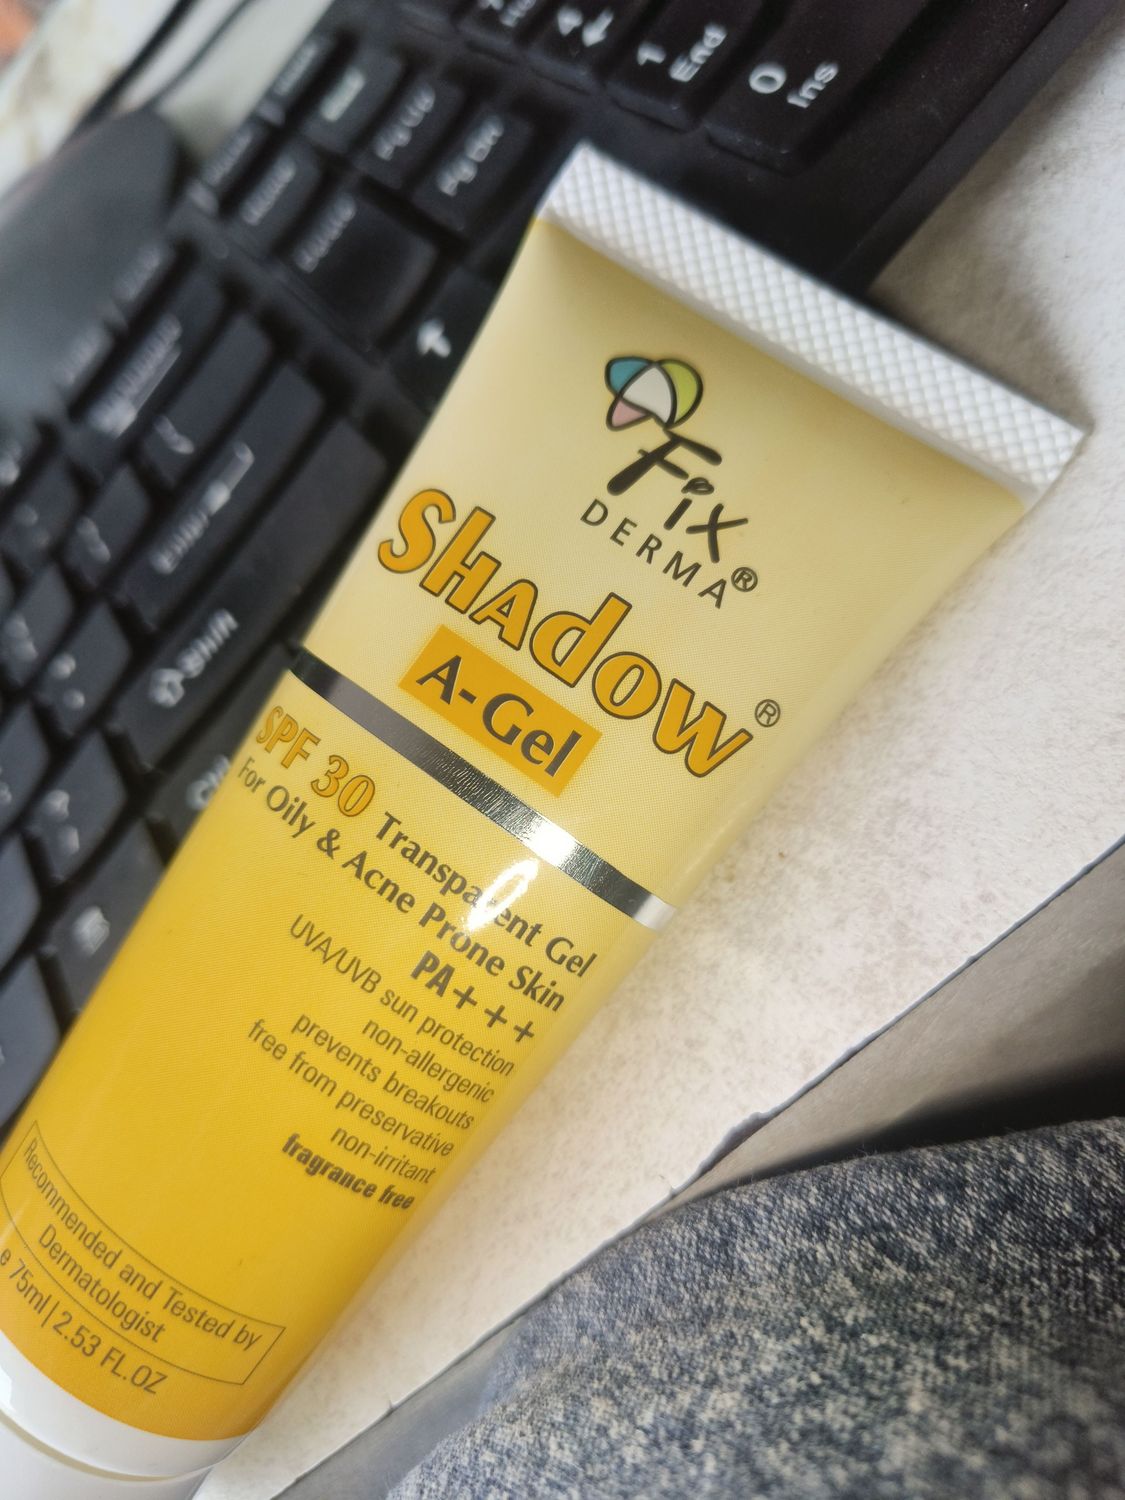 Fix
DERMA®
Shadow®
A-Gel
SPF 30 Transparent Gel
For Oily & Acne Prone Skin
PA+++
UVA/UVB sun protection
non-allergenic
prevents breakouts
free from preservative
non-irritant
fragrance free
Recommended and Tested by
Dermatologist
e 75ml | 2.53 FL.OZ
1
End
0
Ins
Shift